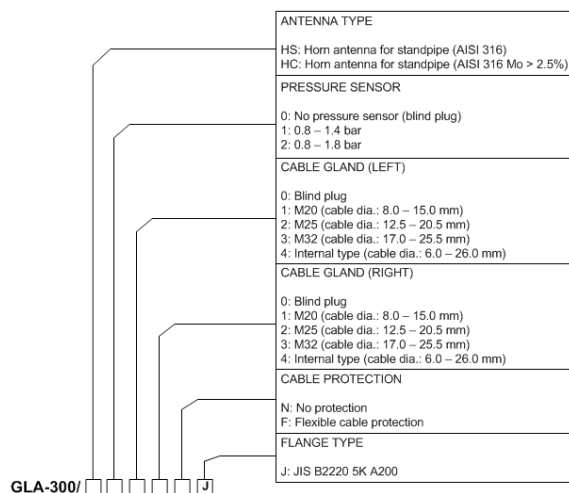 ANTENNA TYPE
HS: Horn antenna for standpipe (AISI 316)
HC: Horn antenna for standpipe (AISI 316 Mo > 2.5%)
PRESSURE SENSOR
0: No pressure sensor (blind plug)
1: 0.8 – 1.4 bar
2: 0.8 – 1.8 bar
CABLE GLAND (LEFT)
0: Blind plug
1: M20 (cable dia.: 8.0 – 15.0 mm)
2: M25 (cable dia.: 12.5 – 20.5 mm)
3: M32 (cable dia.: 17.0 – 25.5 mm)
4: Internal type (cable dia.: 6.0 – 26.0 mm)
CABLE GLAND (RIGHT)
0: Blind plug
1: M20 (cable dia.: 8.0 – 15.0 mm)
2: M25 (cable dia.: 12.5 – 20.5 mm)
3: M32 (cable dia.: 17.0 – 25.5 mm)
4: Internal type (cable dia.: 6.0 – 26.0 mm)
CABLE PROTECTION
N: No protection
F: Flexible cable protection
FLANGE TYPE
J: JIS B2220 5K A200
GLA-300/ J